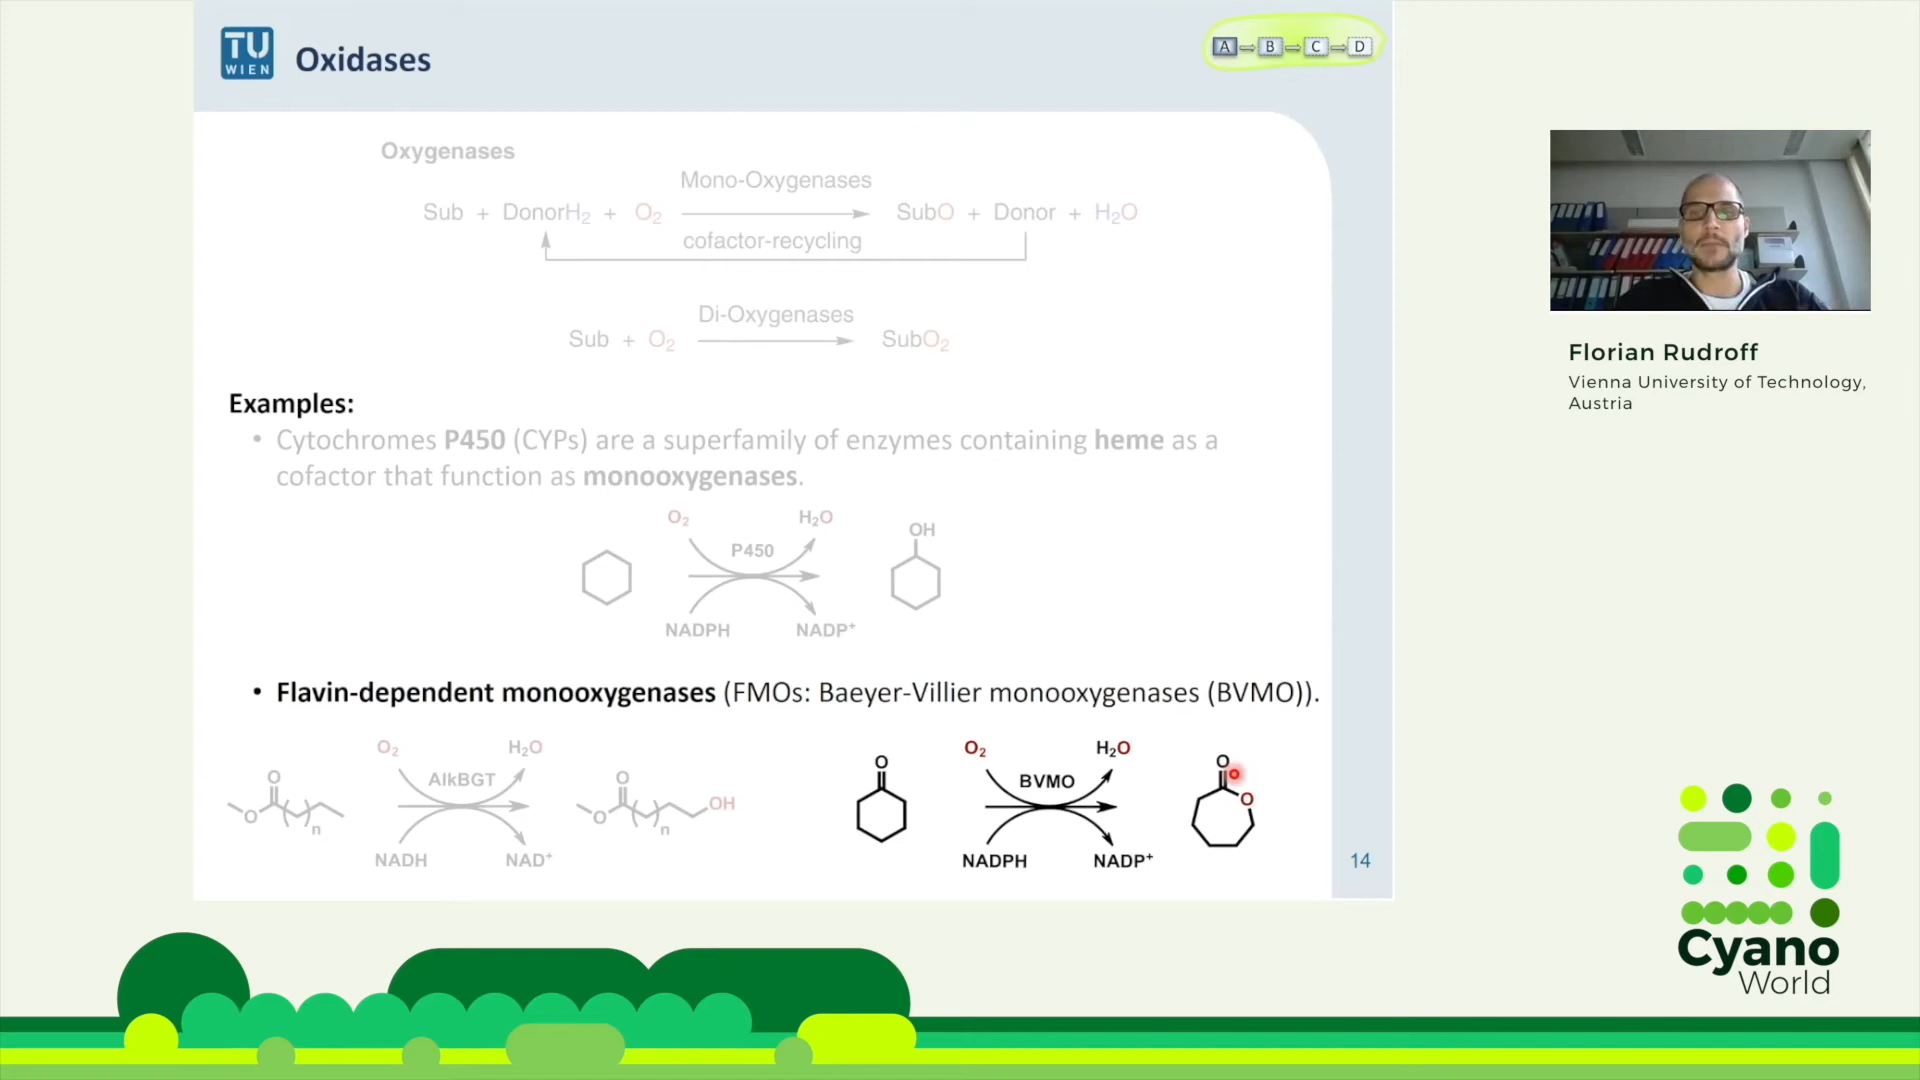 TU
WIEN
Oxidases
A B C D
Oxygenases
Mono-Oxygenases
Sub + DonorH₂ + O₂ SubO + Donor + H₂O
cofactor-recycling
Di-Oxygenases
Sub + O₂ SubO₂
Examples:
• Cytochromes P450 (CYPs) are a superfamily of enzymes containing heme as a
cofactor that function as monooxygenases.
O₂ H₂O
OH
P450
NADPH NADP⁺
• Flavin-dependent monooxygenases (FMOs: Baeyer-Villier monooxygenases (BVMO)).
O₂ H₂O
O
AlkBGT
O
n
O
O
n
OH
NADH NAD⁺
O
O₂ H₂O
BVMO
O
O
NADPH NADP⁺
14
Florian Rudroff
Vienna University of Technology,
Austria
Cyano
World